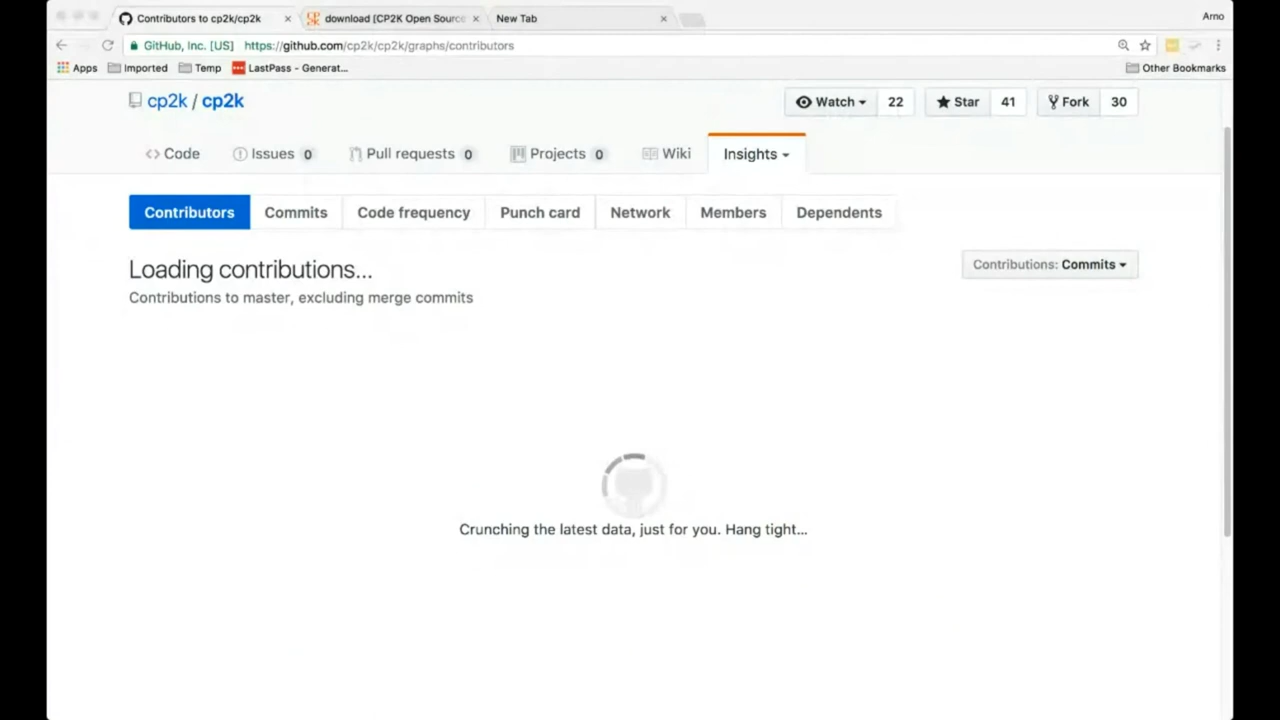 Contributors to cp2k/cp2k
download [CP2K Open Source
New Tab
Arno
GitHub, Inc. [US] https://github.com/cp2k/cp2k/graphs/contributors
Apps Imported Temp LastPass - Generat... Other Bookmarks
cp2k / cp2k
Watch 22 Star 41 Fork 30
Code Issues 0 Pull requests 0 Projects 0 Wiki Insights
Contributors Commits Code frequency Punch card Network Members Dependents
Loading contributions...
Contributions: Commits
Contributions to master, excluding merge commits
Crunching the latest data, just for you. Hang tight...